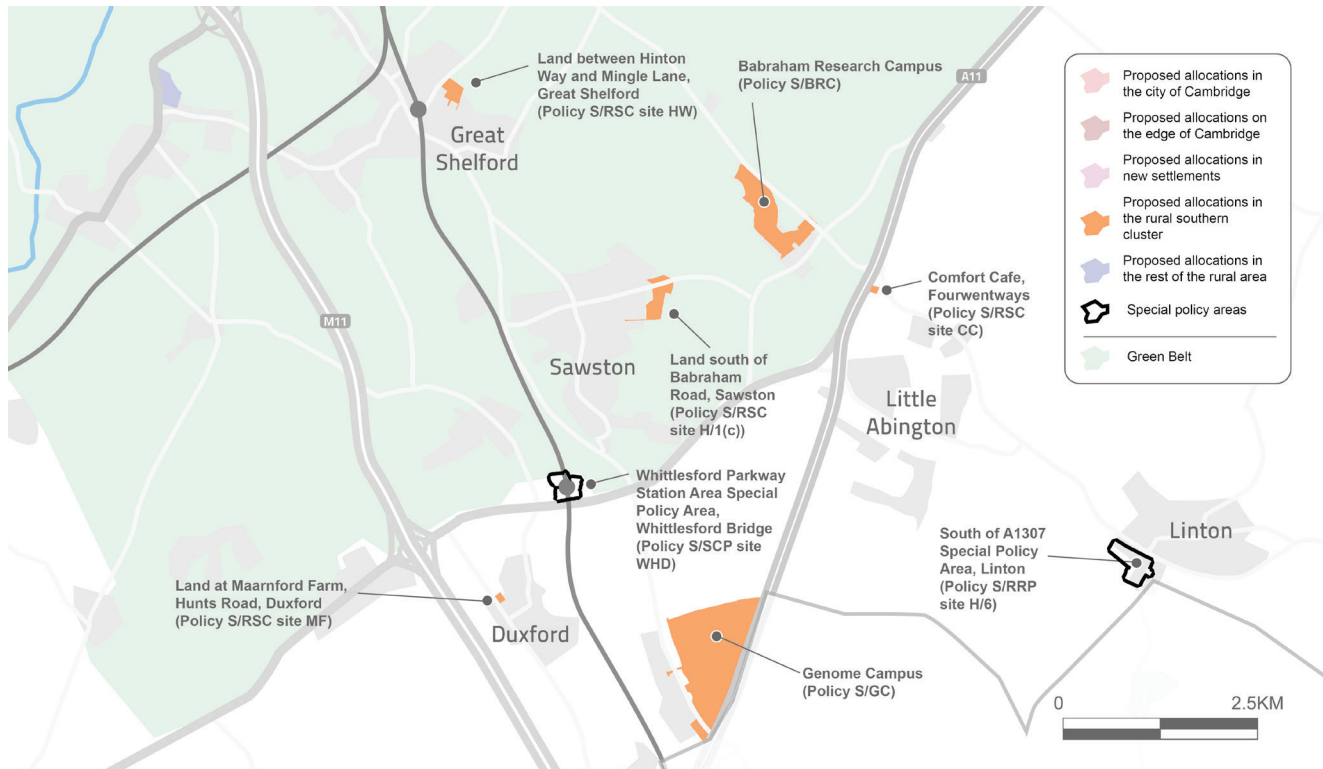 Land between Hinton
Way and Mingle Lane,
Great Shelford
(Policy S/RSC site HW)
Babraham Research Campus
(Policy S/BRC)
A11
Great
Shelford
M11
Comfort Cafe,
Fourwentways
(Policy S/RSC
site CC)
Sawston
Land south of
Babraham
Road, Sawston
(Policy S/RSC
site H/1(c))
Little
Abington
Whittlesford Parkway
Station Area Special
Policy Area,
Whittlesford Bridge
(Policy S/SCP site
WHD)
South of A1307
Special Policy
Area, Linton
(Policy S/RRP
site H/6)
Linton
Land at Maarnford Farm,
Hunts Road, Duxford
(Policy S/RSC site MF)
Duxford
Genome Campus
(Policy S/GC)
Proposed allocations in
the city of Cambridge
Proposed allocations on
the edge of Cambridge
Proposed allocations in
new settlements
Proposed allocations in
the rural southern
cluster
Proposed allocations in
the rest of the rural area
Special policy areas
Green Belt
0
2.5KM